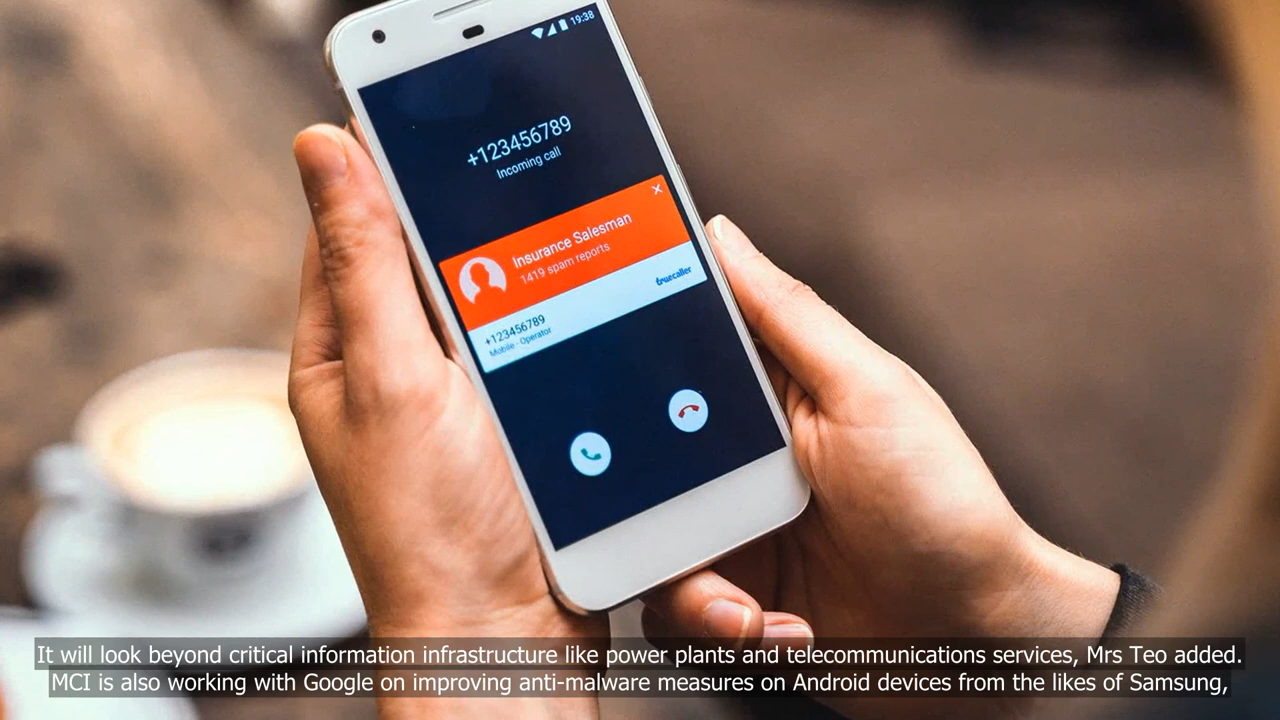 19:38
+123456789
Incoming call
Insurance Salesman
1419 spam reports
truecaller
+123456789
Mobile - Operator
It will look beyond critical information infrastructure like power plants and telecommunications services, Mrs Teo added.
MCI is also working with Google on improving anti-malware measures on Android devices from the likes of Samsung,